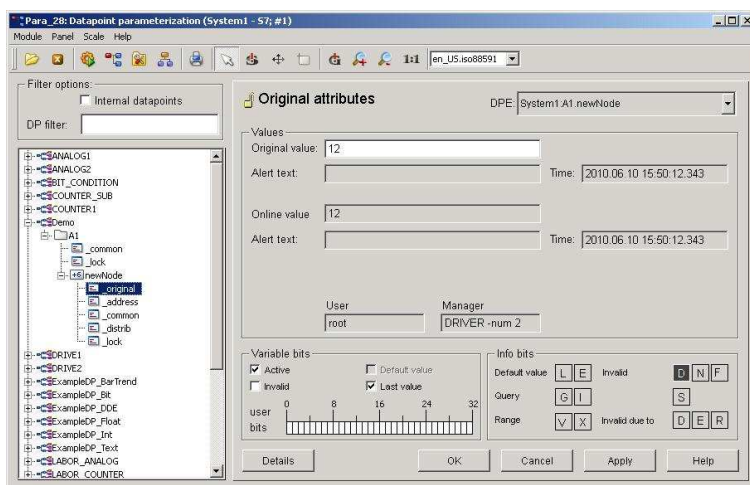 Para_28: Datapoint parameterization (System1 - S7; #1)
Module Panel Scale Help
1:1 en_US.iso88591
Filter options:
Internal datapoints
DP filter:
ANALOG1
ANALOG2
BIT_CONDITION
COUNTER_SUB
COUNTER1
Demo
A1
_common
_lock
newNode
_original
_address
_common
_distrib
_lock
DRIVE1
DRIVE2
ExampleDP_BarTrend
ExampleDP_Bit
ExampleDP_DDE
ExampleDP_Float
ExampleDP_Int
ExampleDP_Text
LABOR_ANALOG
LABOR_COUNTER
Original attributes
DPE: System1.A1.newNode
Values
Original value: 12
Alert text: Time: 2010.06.10 15:50:12.343
Online value 12
Alert text: Time: 2010.06.10 15:50:12.343
User Manager
root DRIVER -num 2
Variable bits
Active Default value
Invalid Last value
0 8 16 24 32
user
bits
Info bits
Default value L E Invalid D N F
Query G I S
Range V X Invalid due to D E R
Details OK Cancel Apply Help